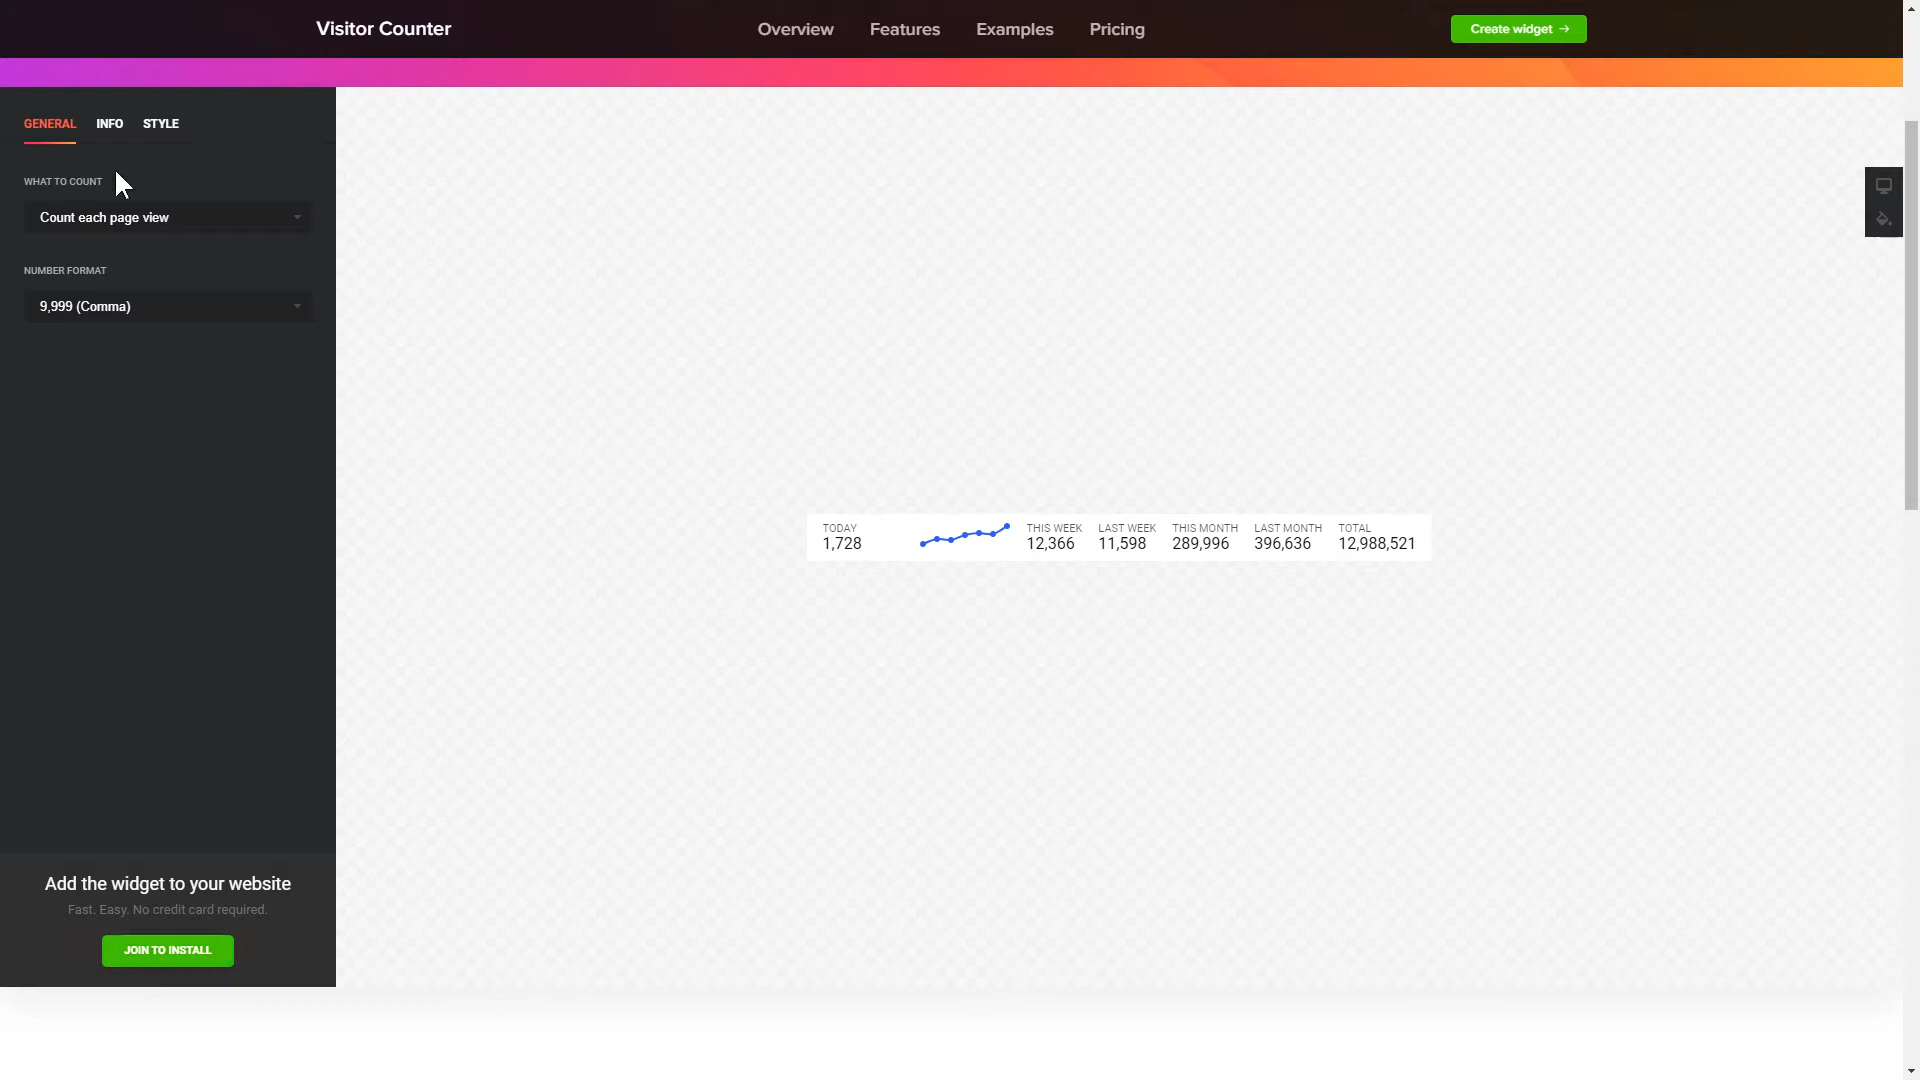 Visitor Counter
Overview Features Examples Pricing
Create widget →
GENERAL INFO STYLE
WHAT TO COUNT
Count each page view
NUMBER FORMAT
9,999 (Comma)
TODAY THIS WEEK LAST WEEK THIS MONTH LAST MONTH TOTAL
1,728 12,366 11,598 289,996 396,636 12,988,521
Add the widget to your website
Fast. Easy. No credit card required.
JOIN TO INSTALL